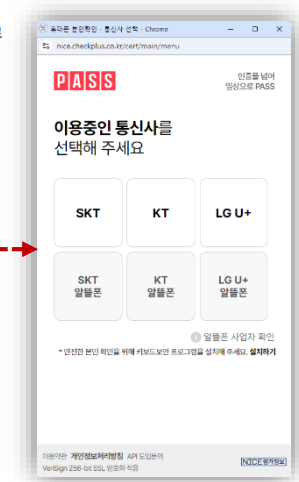 휴대폰 본인확인 - 통신사 선택 - Chrome
nice.checkplus.co.kr/cert/main/menu
PASS
인증을 넘어
일상으로 PASS
이용중인 통신사를
선택해 주세요
SKT
KT
LG U+
SKT
알뜰폰
KT
알뜰폰
LG U+
알뜰폰
알뜰폰 사업자 확인
* 안전한 본인 확인을 위해 키보드보안 프로그램을 설치해 주세요. 설치하기
이용약관 개인정보처리방침 API 도입문의
VeriSign 256-bit SSL 암호화 적용
NICE평가정보